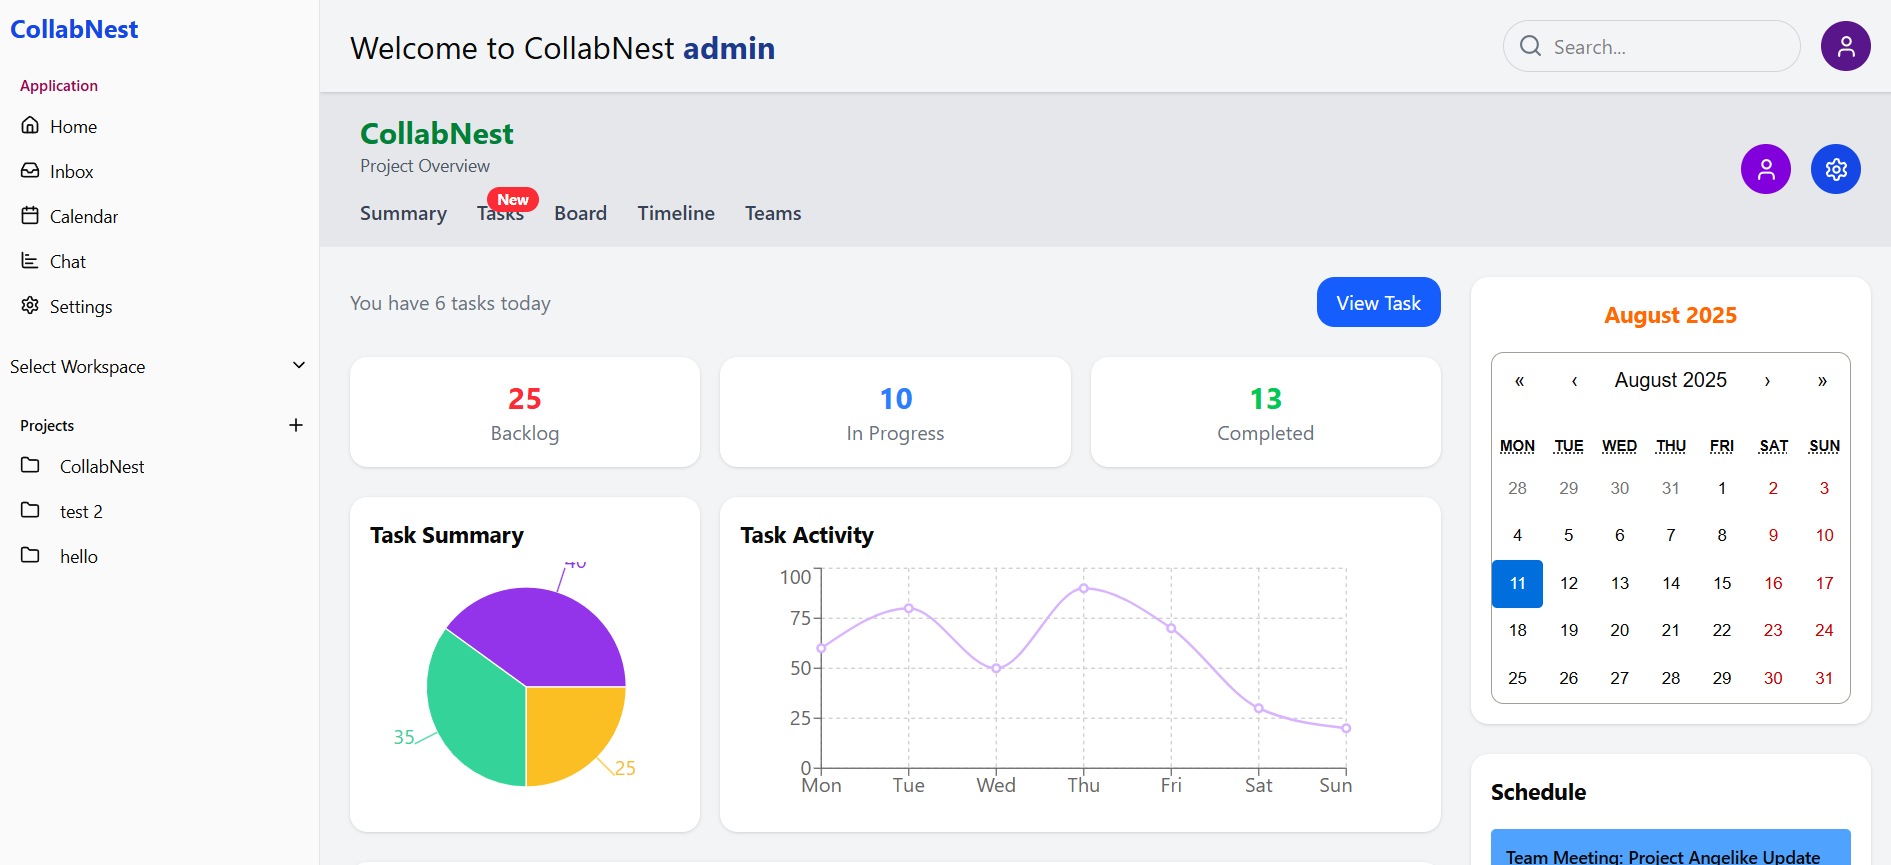 CollabNest
Application
Home
Inbox
Calendar
Chat
Settings
Select Workspace
Projects
CollabNest
test 2
hello
Welcome to CollabNest admin
Search...
CollabNest
Project Overview
New
Summary Tasks Board Timeline Teams
You have 6 tasks today
View Task
25
Backlog
10
In Progress
13
Completed
Task Summary
40
35
25
Task Activity
100
75
50
25
0
Mon Tue Wed Thu Fri Sat Sun
August 2025
« ‹ August 2025 › »
MON TUE WED THU FRI SAT SUN
28 29 30 31 1 2 3
4 5 6 7 8 9 10
11 12 13 14 15 16 17
18 19 20 21 22 23 24
25 26 27 28 29 30 31
Schedule
Team Meeting: Project Angelike Update